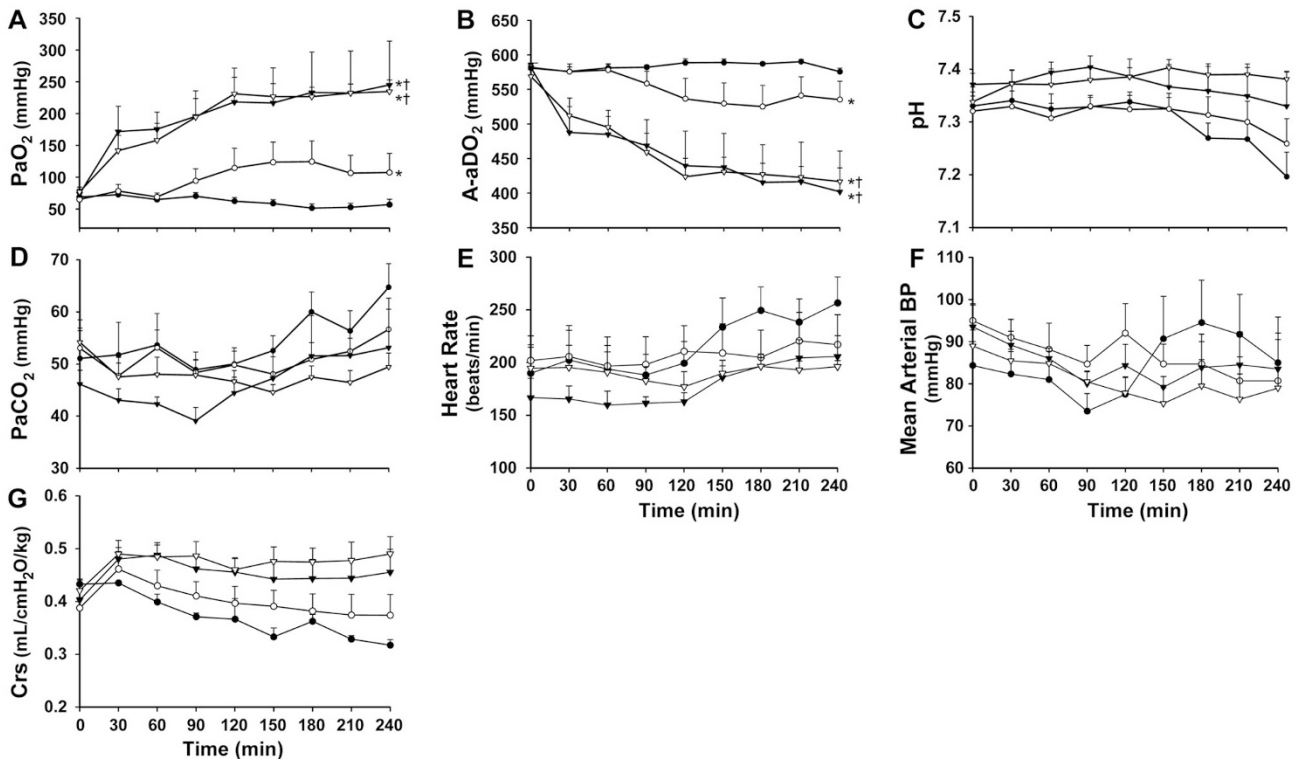 A
PaO2 (mmHg)
350
300
250
200
150
100
50
*†
*†
*
B
A-aDO2 (mmHg)
650
600
550
500
450
400
350
*
*†
*†
C
pH
7.5
7.4
7.3
7.2
7.1
D
PaCO2 (mmHg)
70
60
50
40
30
E
Heart Rate
(beats/min)
300
250
200
150
100
0 30 60 90 120 150 180 210 240
Time (min)
F
Mean Arterial BP
(mmHg)
110
100
90
80
70
60
0 30 60 90 120 150 180 210 240
Time (min)
G
Crs (mL/cmH2O/kg)
0.6
0.5
0.4
0.3
0.2
0 30 60 90 120 150 180 210 240
Time (min)